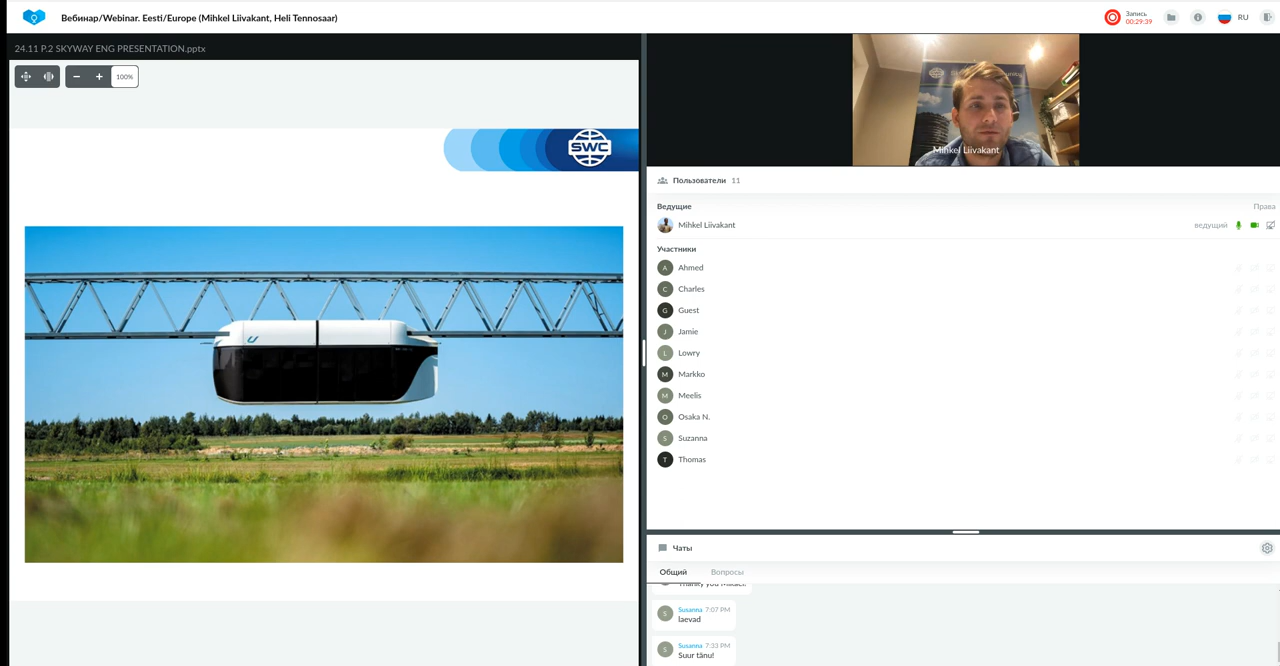 Вебинар/Webinar. Eesti/Europe (Mihkel Liivakant, Heli Tennosaar)
Запись
00:29:39
RU
24.11 P.2 SKYWAY ENG PRESENTATION.pptx
100%
SWC
Mihkel Liivakant
Пользователи 11
Ведущие
Права
Mihkel Liivakant
ведущий
Участники
A Ahmed
C Charles
G Guest
J Jamie
L Lowry
M Markko
M Meelis
O Osaka N.
S Suzanna
T Thomas
Чаты
Общий
Вопросы
S Susanna 7:07 PM
laevad
S Susanna 7:33 PM
Suur tänu!